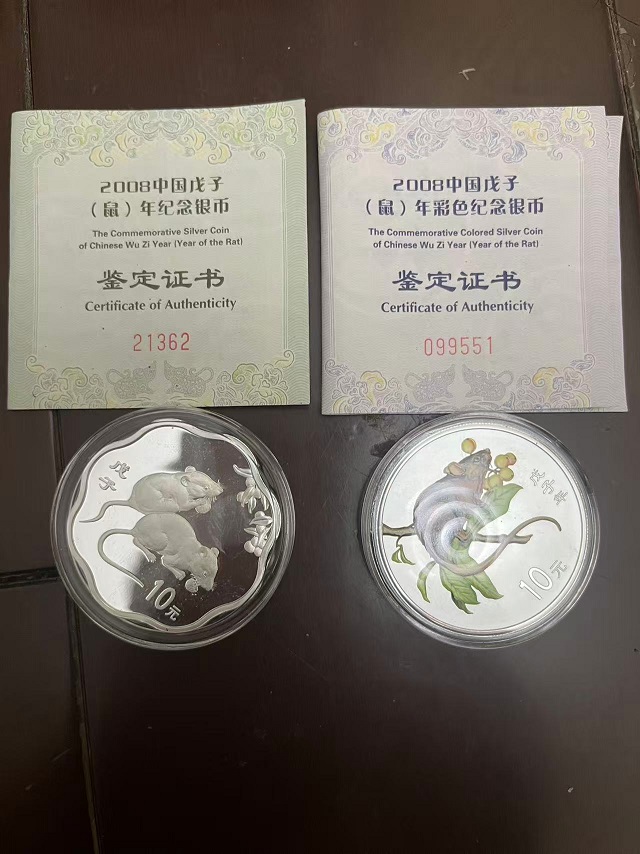 2008中国戊子
（鼠）年纪念银币
The Commemorative Silver Coin
of Chinese Wu Zi Year (Year of the Rat)
鉴定证书
Certificate of Authenticity
21362
2008中国戊子
（鼠）年彩色纪念银币
The Commemorative Colored Silver Coin
of Chinese Wu Zi Year (Year of the Rat)
鉴定证书
Certificate of Authenticity
099551
戊子
10元
戊子年
10元